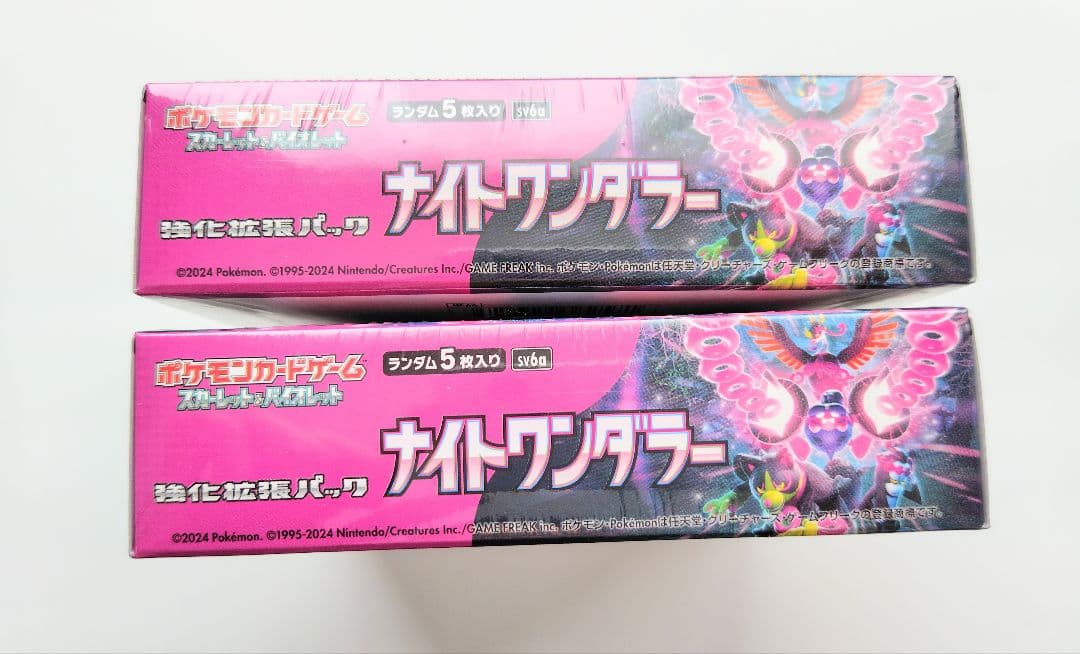 ポケモンカードゲーム
スカーレット&バイオレット
ランダム5枚入り sv6a
強化拡張パック
ナイトワンダラー
©2024 Pokémon. ©1995-2024 Nintendo/Creatures Inc./GAME FREAK inc. ポケモン・Pokémonは任天堂・クリーチャーズ・ゲームフリークの登録商標です。
ポケモンカードゲーム
スカーレット&バイオレット
ランダム5枚入り sv6a
強化拡張パック
ナイトワンダラー
©2024 Pokémon. ©1995-2024 Nintendo/Creatures Inc./GAME FREAK inc. ポケモン・Pokémonは任天堂・クリーチャーズ・ゲームフリークの登録商標です。